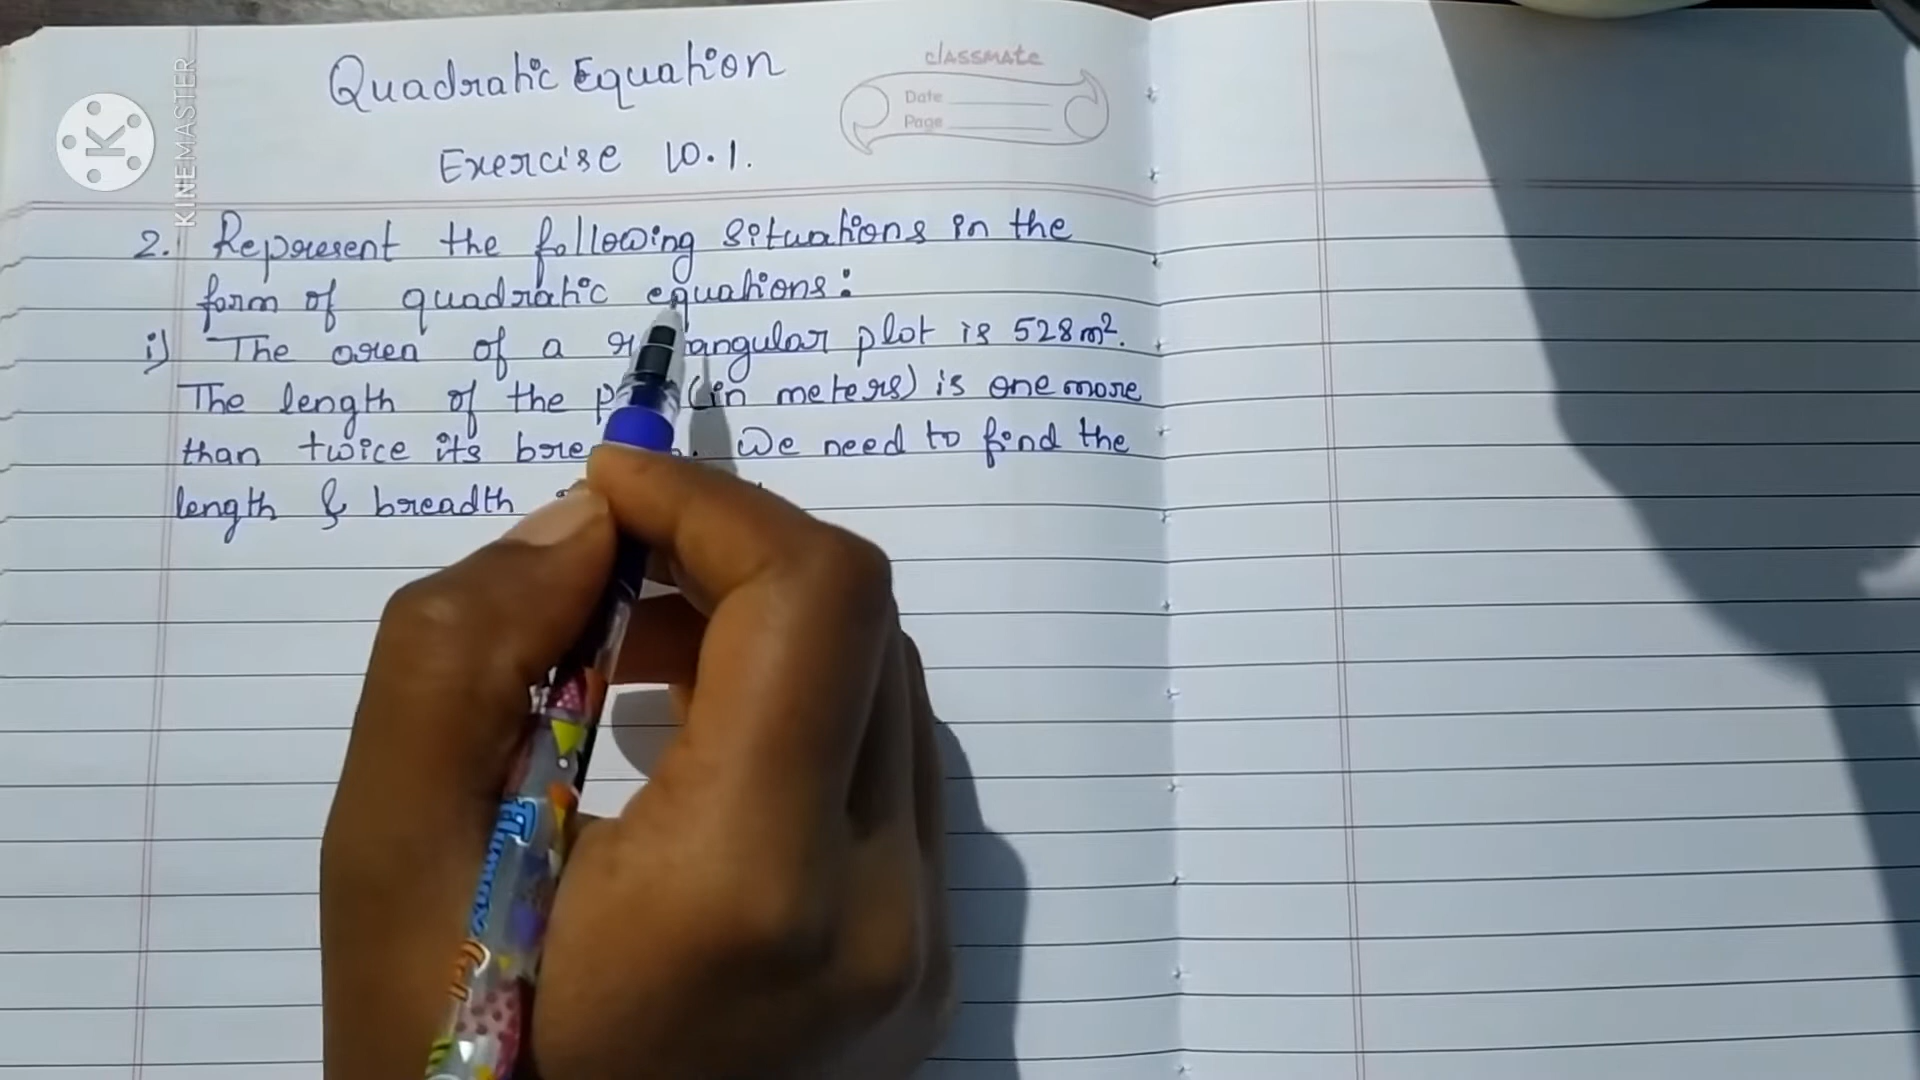 KINEMASTER
Quadratic Equation
classmate
Date
Page
Exercise 10.1.
2. Represent the following situations in the
form of quadratic equations:
i) The area of a angular plot is 528m².
The length of the (in meters) is one more
than twice its We need to find the
length & breadth